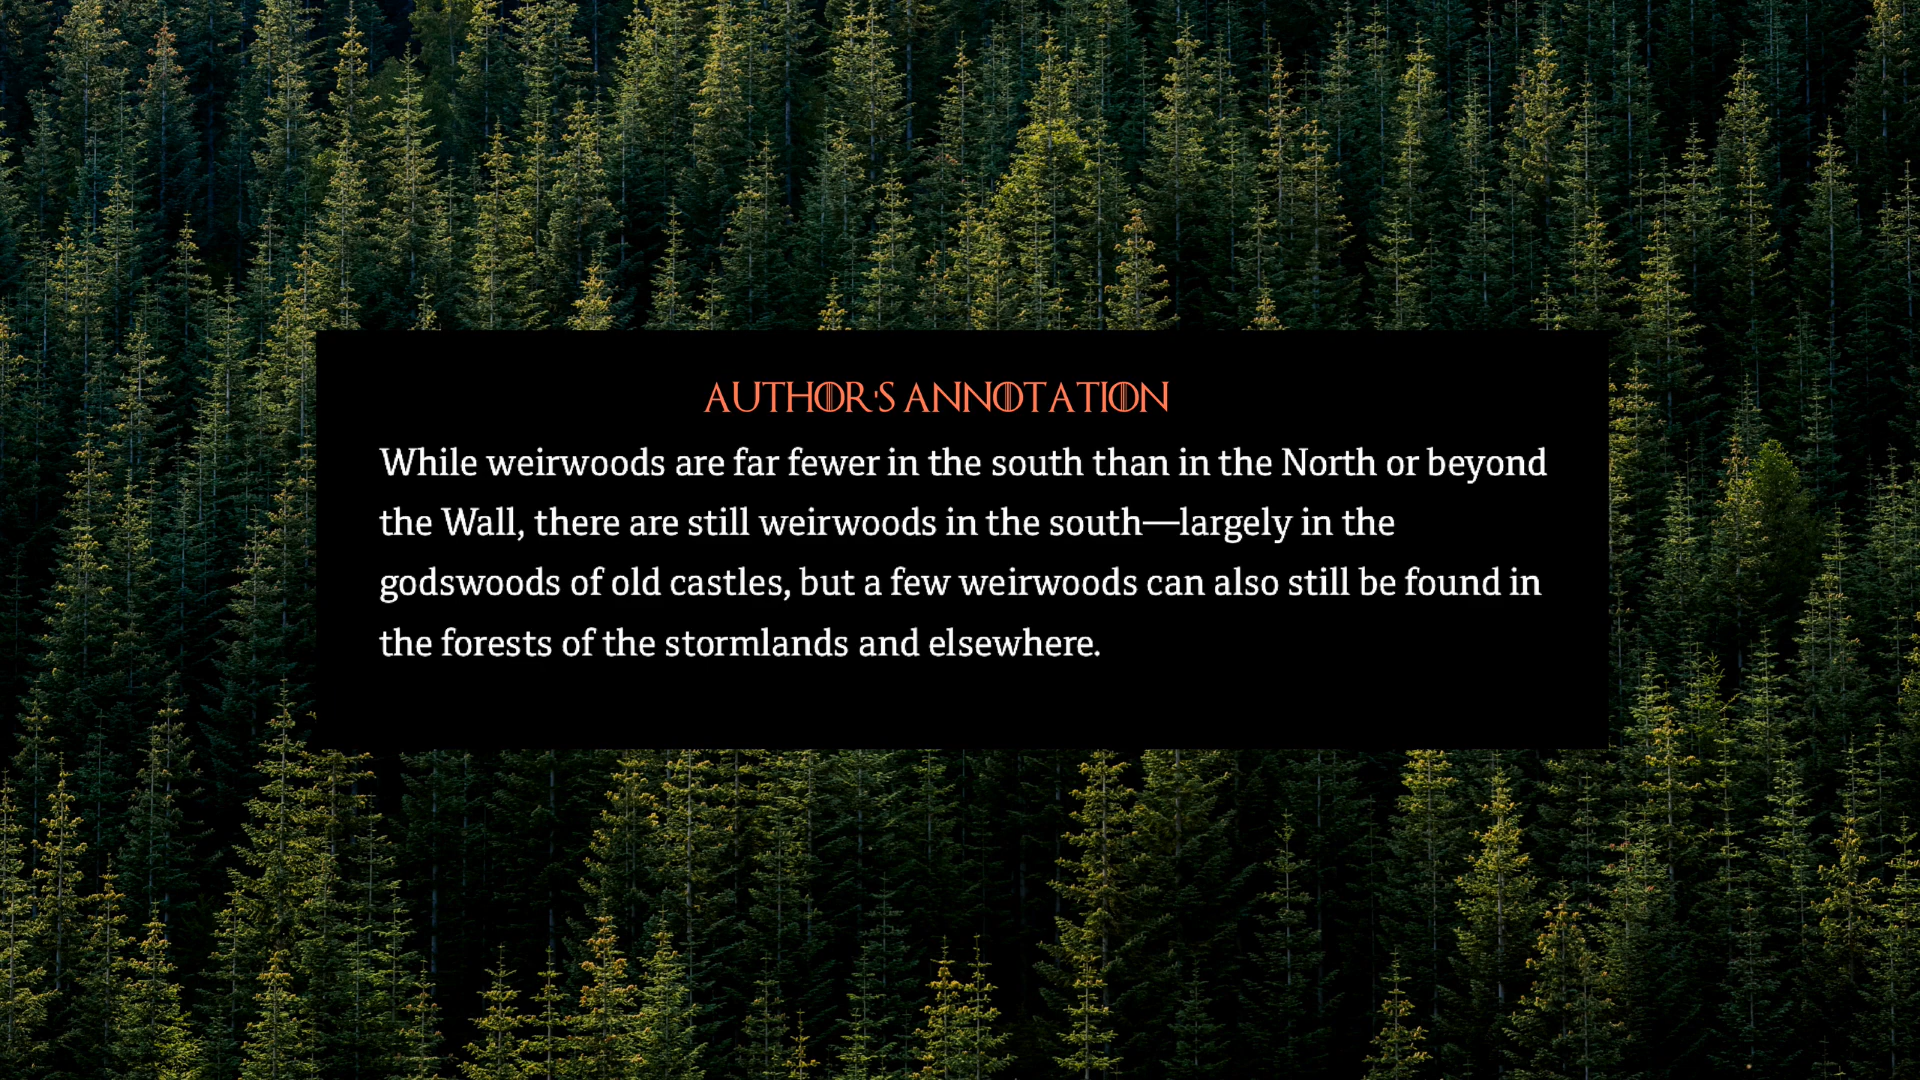 AUTHOR'S ANNOTATION
While weirwoods are far fewer in the south than in the North or beyond
the Wall, there are still weirwoods in the south—largely in the
godswoods of old castles, but a few weirwoods can also still be found in
the forests of the stormlands and elsewhere.